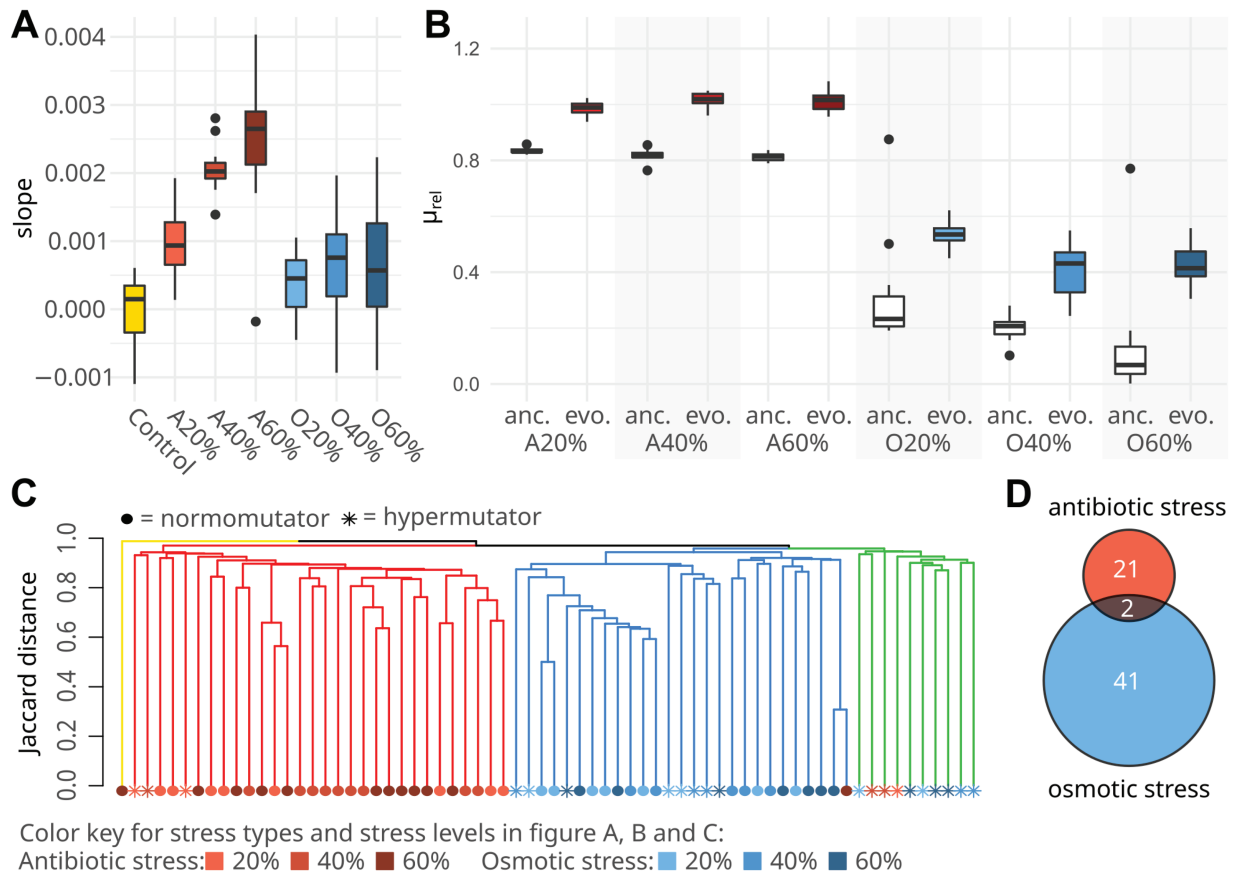 A
0.004
0.003
0.002
0.001
0.000
−0.001
slope
Control
A20%
A40%
A60%
O20%
O40%
O60%
B
1.2
0.8
0.4
0.0
μrel
anc. evo. anc. evo. anc. evo. anc. evo. anc. evo. anc. evo.
A20% A40% A60% O20% O40% O60%
C
● = normomutator ✳ = hypermutator
1.0
0.8
0.6
0.4
0.2
0.0
Jaccard distance
D
antibiotic stress
21
2
41
osmotic stress
Color key for stress types and stress levels in figure A, B and C:
Antibiotic stress: 20% 40% 60% Osmotic stress: 20% 40% 60%